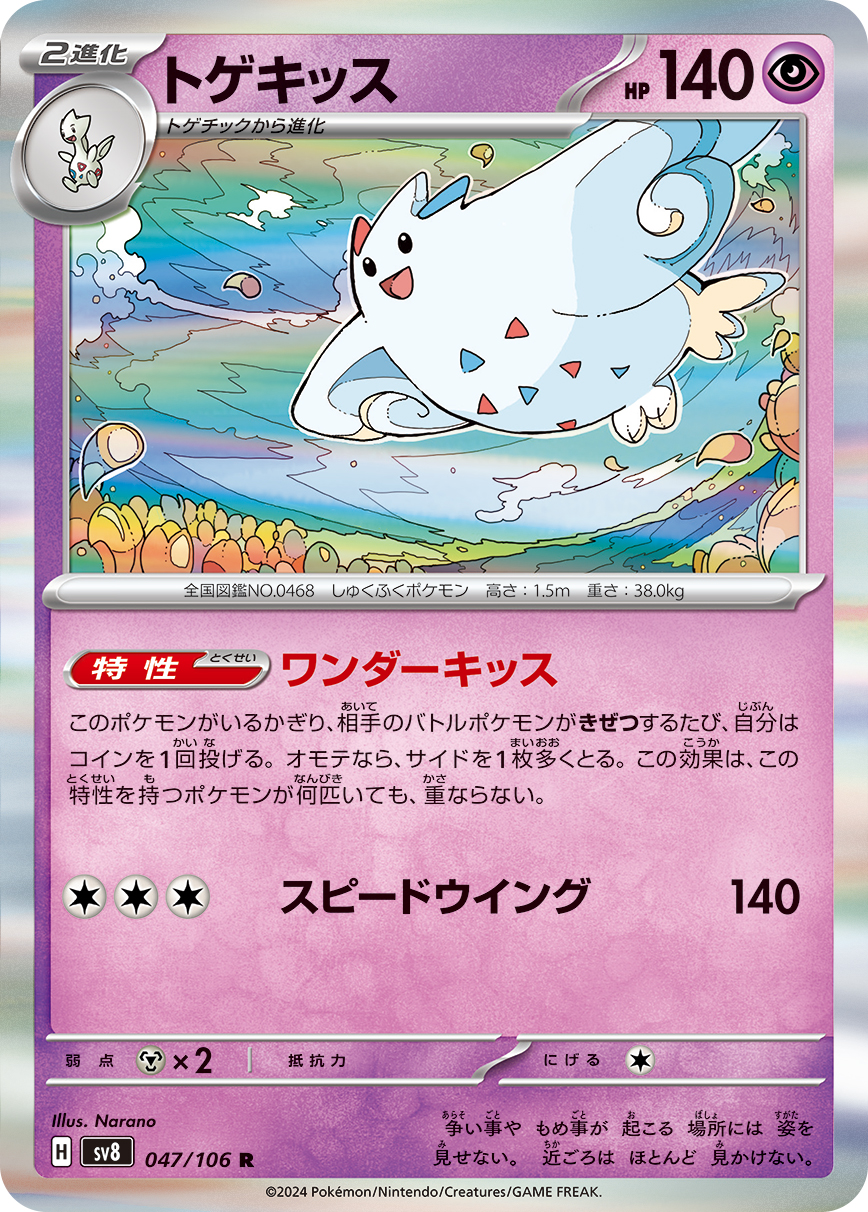 2進化
トゲキッス
HP 140
トゲチックから進化
全国図鑑NO.0468 しゅくふくポケモン 高さ：1.5m 重さ：38.0kg
特性 とくせい ワンダーキッス
このポケモンがいるかぎり、相手のバトルポケモンがきぜつするたび、自分は
コインを1回投げる。オモテなら、サイドを1枚多くとる。この効果は、この
特性を持つポケモンが何匹いても、重ならない。
スピードウイング 140
弱点 ×2 抵抗力 にげる
Illus. Narano
争い事や もめ事が 起こる 場所には 姿を
見せない。 近ごろは ほとんど 見かけない。
H sv8 047/106 R
©2024 Pokémon/Nintendo/Creatures/GAME FREAK.